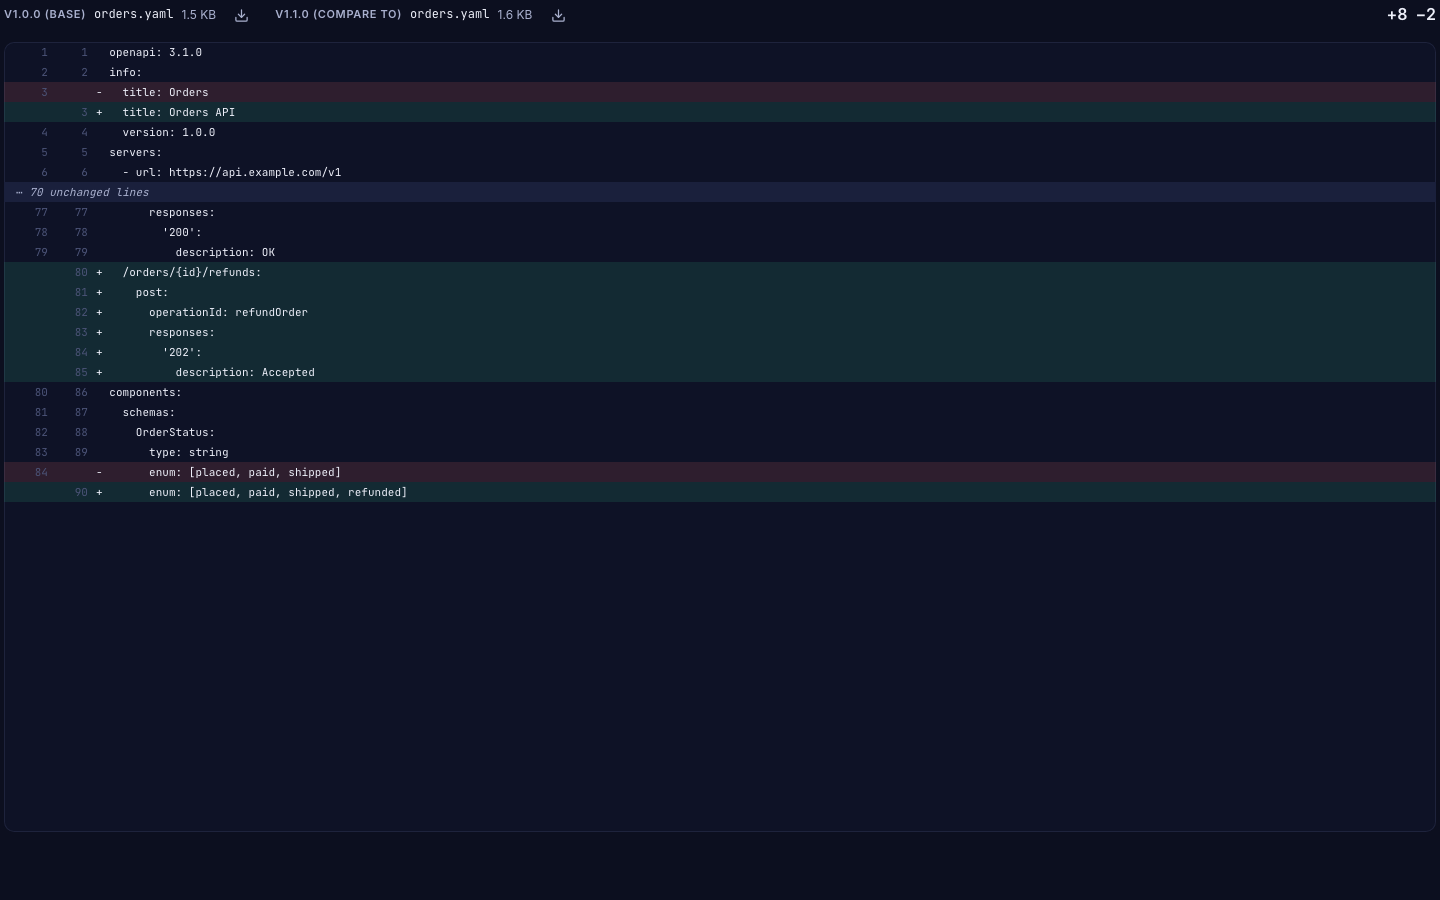 V1.0.0 (BASE) orders.yaml 1.5 KB V1.1.0 (COMPARE TO) orders.yaml 1.6 KB +8 −2
1 1 openapi: 3.1.0
2 2 info:
3 - title: Orders
3 + title: Orders API
4 4 version: 1.0.0
5 5 servers:
6 6 - url: https://api.example.com/v1
⋯ 70 unchanged lines
77 77 responses:
78 78 '200':
79 79 description: OK
80 + /orders/{id}/refunds:
81 + post:
82 + operationId: refundOrder
83 + responses:
84 + '202':
85 + description: Accepted
80 86 components:
81 87 schemas:
82 88 OrderStatus:
83 89 type: string
84 - enum: [placed, paid, shipped]
90 + enum: [placed, paid, shipped, refunded]